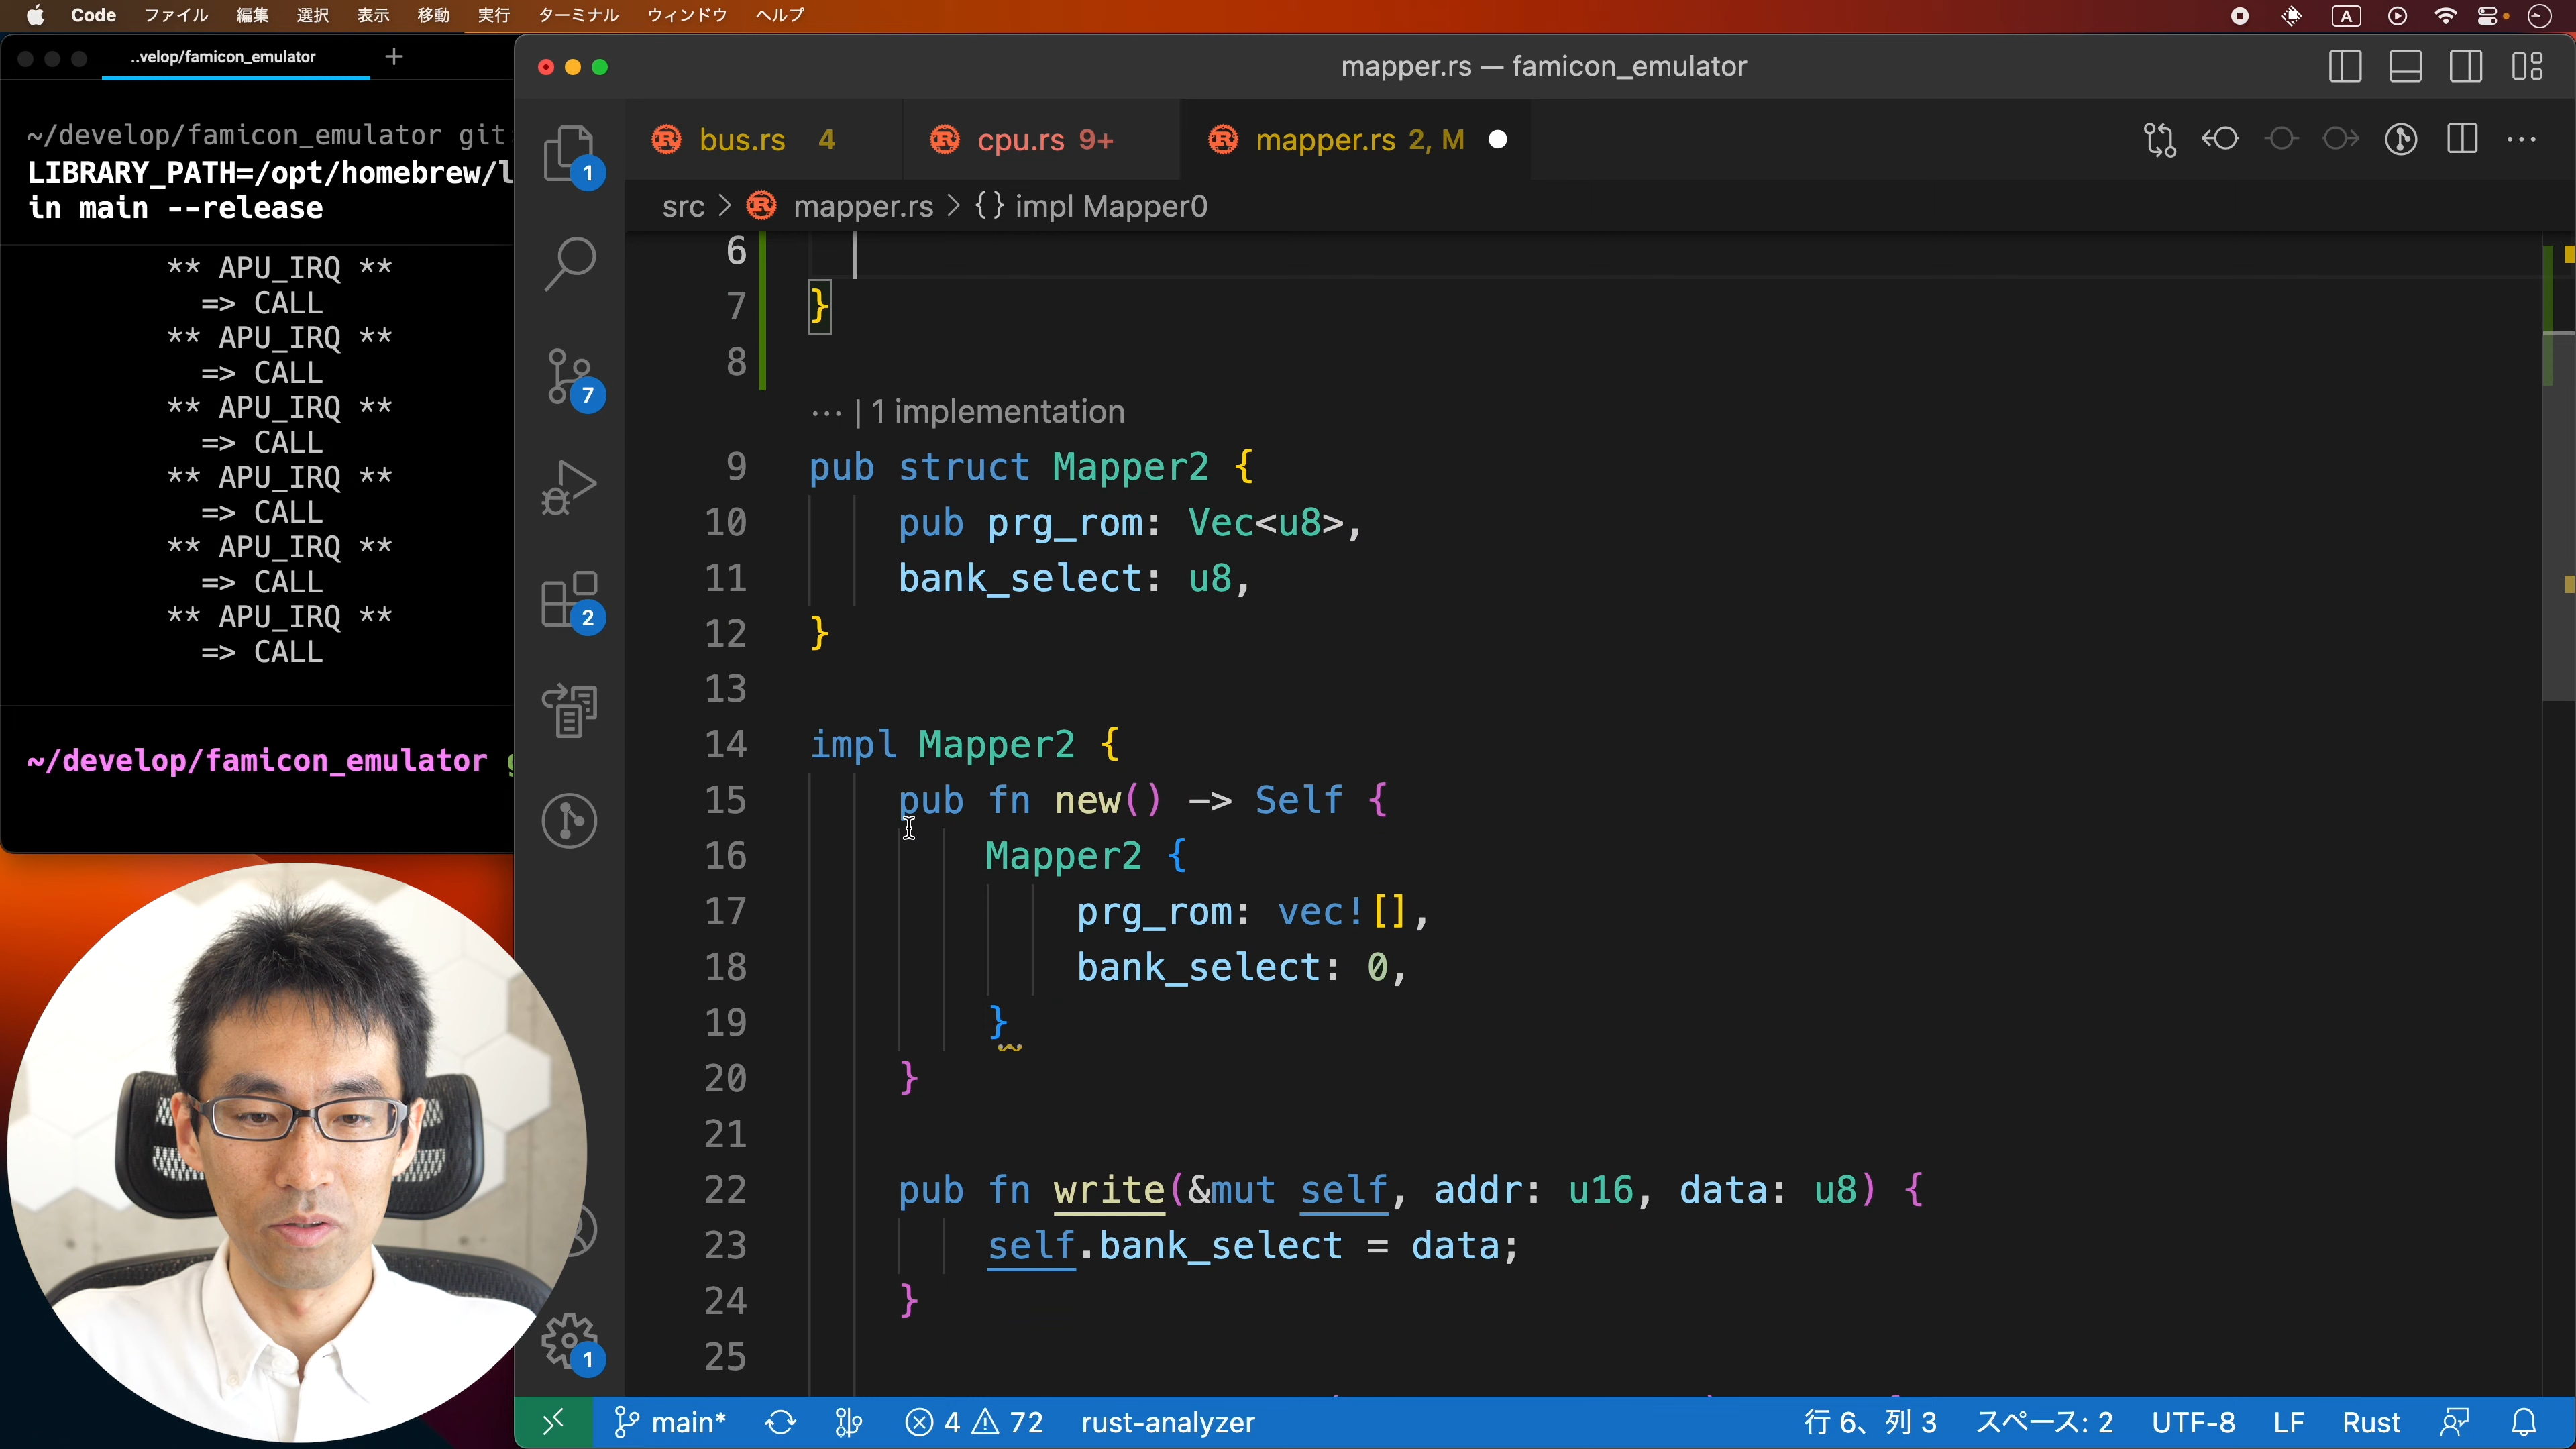 Code ファイル 編集 選択 表示 移動 実行 ターミナル ウィンドウ ヘルプ A
..velop/famicon_emulator +
~/develop/famicon_emulator git:
LIBRARY_PATH=/opt/homebrew/l
in main --release
** APU_IRQ **
=> CALL
** APU_IRQ **
=> CALL
** APU_IRQ **
=> CALL
** APU_IRQ **
=> CALL
** APU_IRQ **
=> CALL
** APU_IRQ **
=> CALL
~/develop/famicon_emulator g
mapper.rs — famicon_emulator
1
7
2
1
bus.rs 4 cpu.rs 9+ mapper.rs 2, M
src > mapper.rs > {} impl Mapper0
6
7 }
8
... | 1 implementation
9 pub struct Mapper2 {
10 pub prg_rom: Vec<u8>,
11 bank_select: u8,
12 }
13
14 impl Mapper2 {
15 pub fn new() -> Self {
16 Mapper2 {
17 prg_rom: vec![],
18 bank_select: 0,
19 }
20 }
21
22 pub fn write(&mut self, addr: u16, data: u8) {
23 self.bank_select = data;
24 }
25
main* 4 72 rust-analyzer 行 6、列 3 スペース: 2 UTF-8 LF Rust